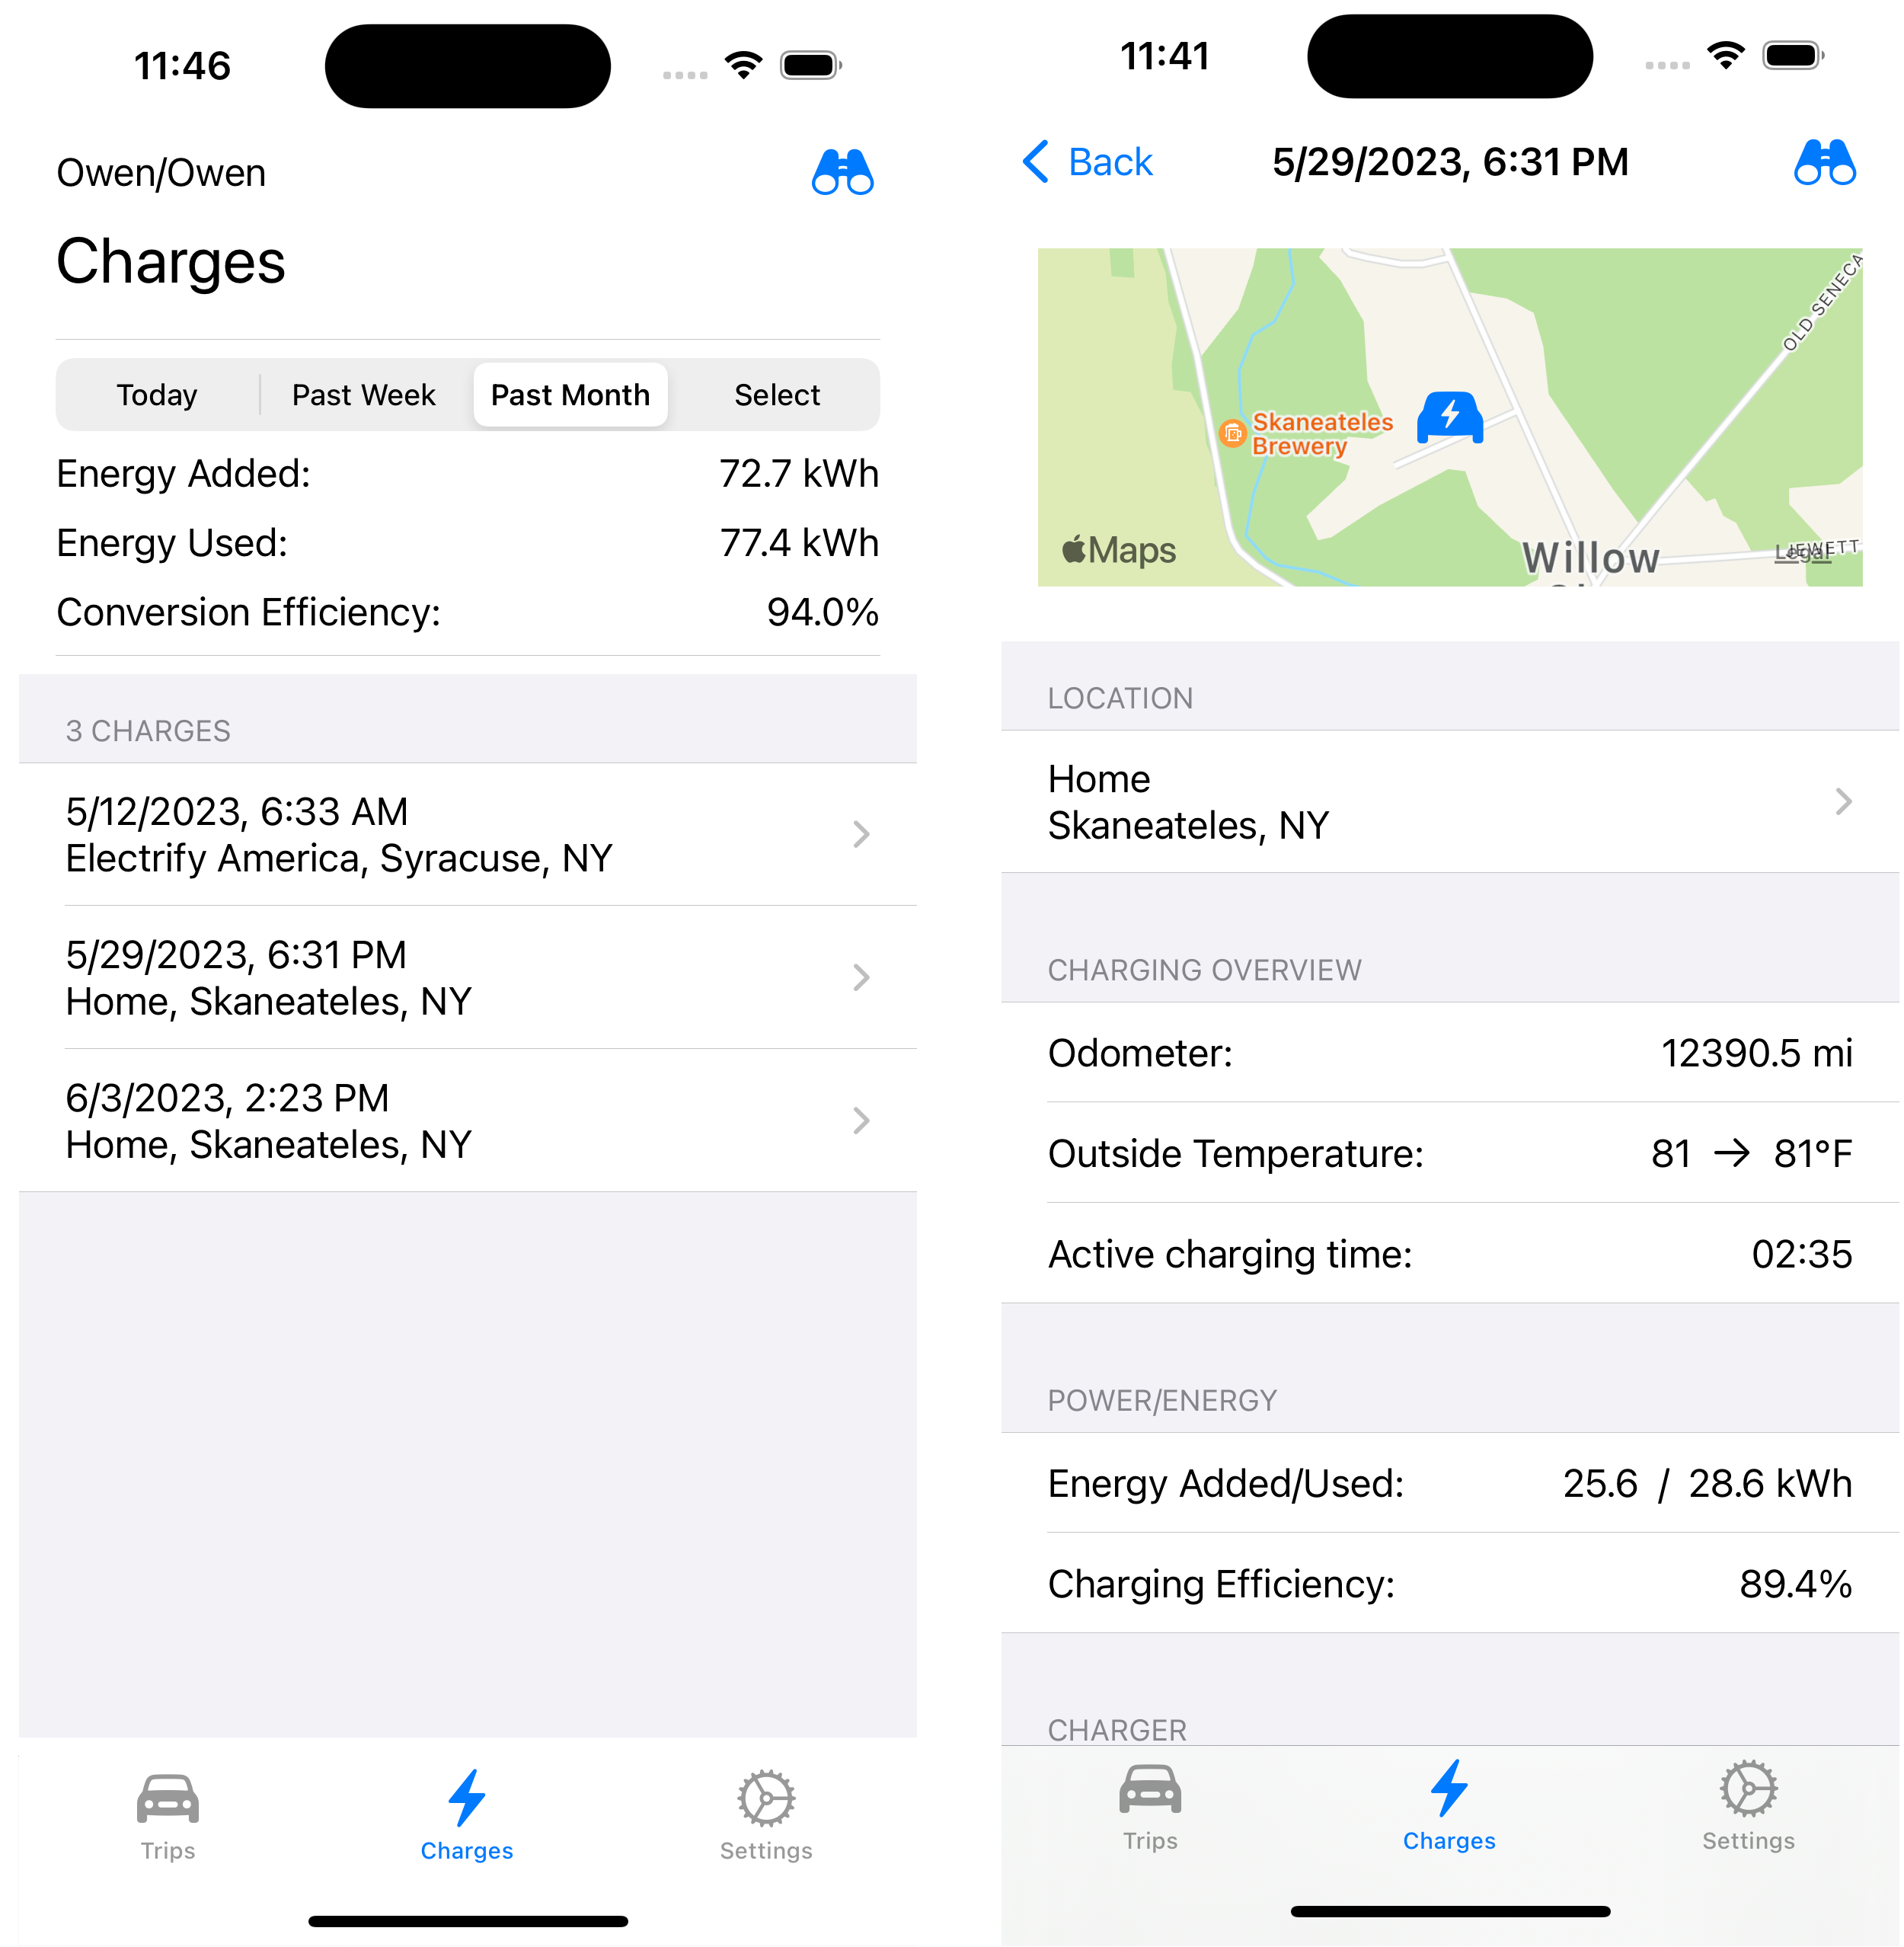 11:46
Owen/Owen
Charges
Today Past Week Past Month Select
Energy Added: 72.7 kWh
Energy Used: 77.4 kWh
Conversion Efficiency: 94.0%
3 CHARGES
5/12/2023, 6:33 AM
Electrify America, Syracuse, NY
5/29/2023, 6:31 PM
Home, Skaneateles, NY
6/3/2023, 2:23 PM
Home, Skaneateles, NY
Trips Charges Settings
11:41
Back 5/29/2023, 6:31 PM
OLD SENECA
Skaneateles
Brewery
Maps
Willow
Legal
JEWETT
LOCATION
Home
Skaneateles, NY
CHARGING OVERVIEW
Odometer: 12390.5 mi
Outside Temperature: 81 → 81°F
Active charging time: 02:35
POWER/ENERGY
Energy Added/Used: 25.6 / 28.6 kWh
Charging Efficiency: 89.4%
CHARGER
Trips Charges Settings